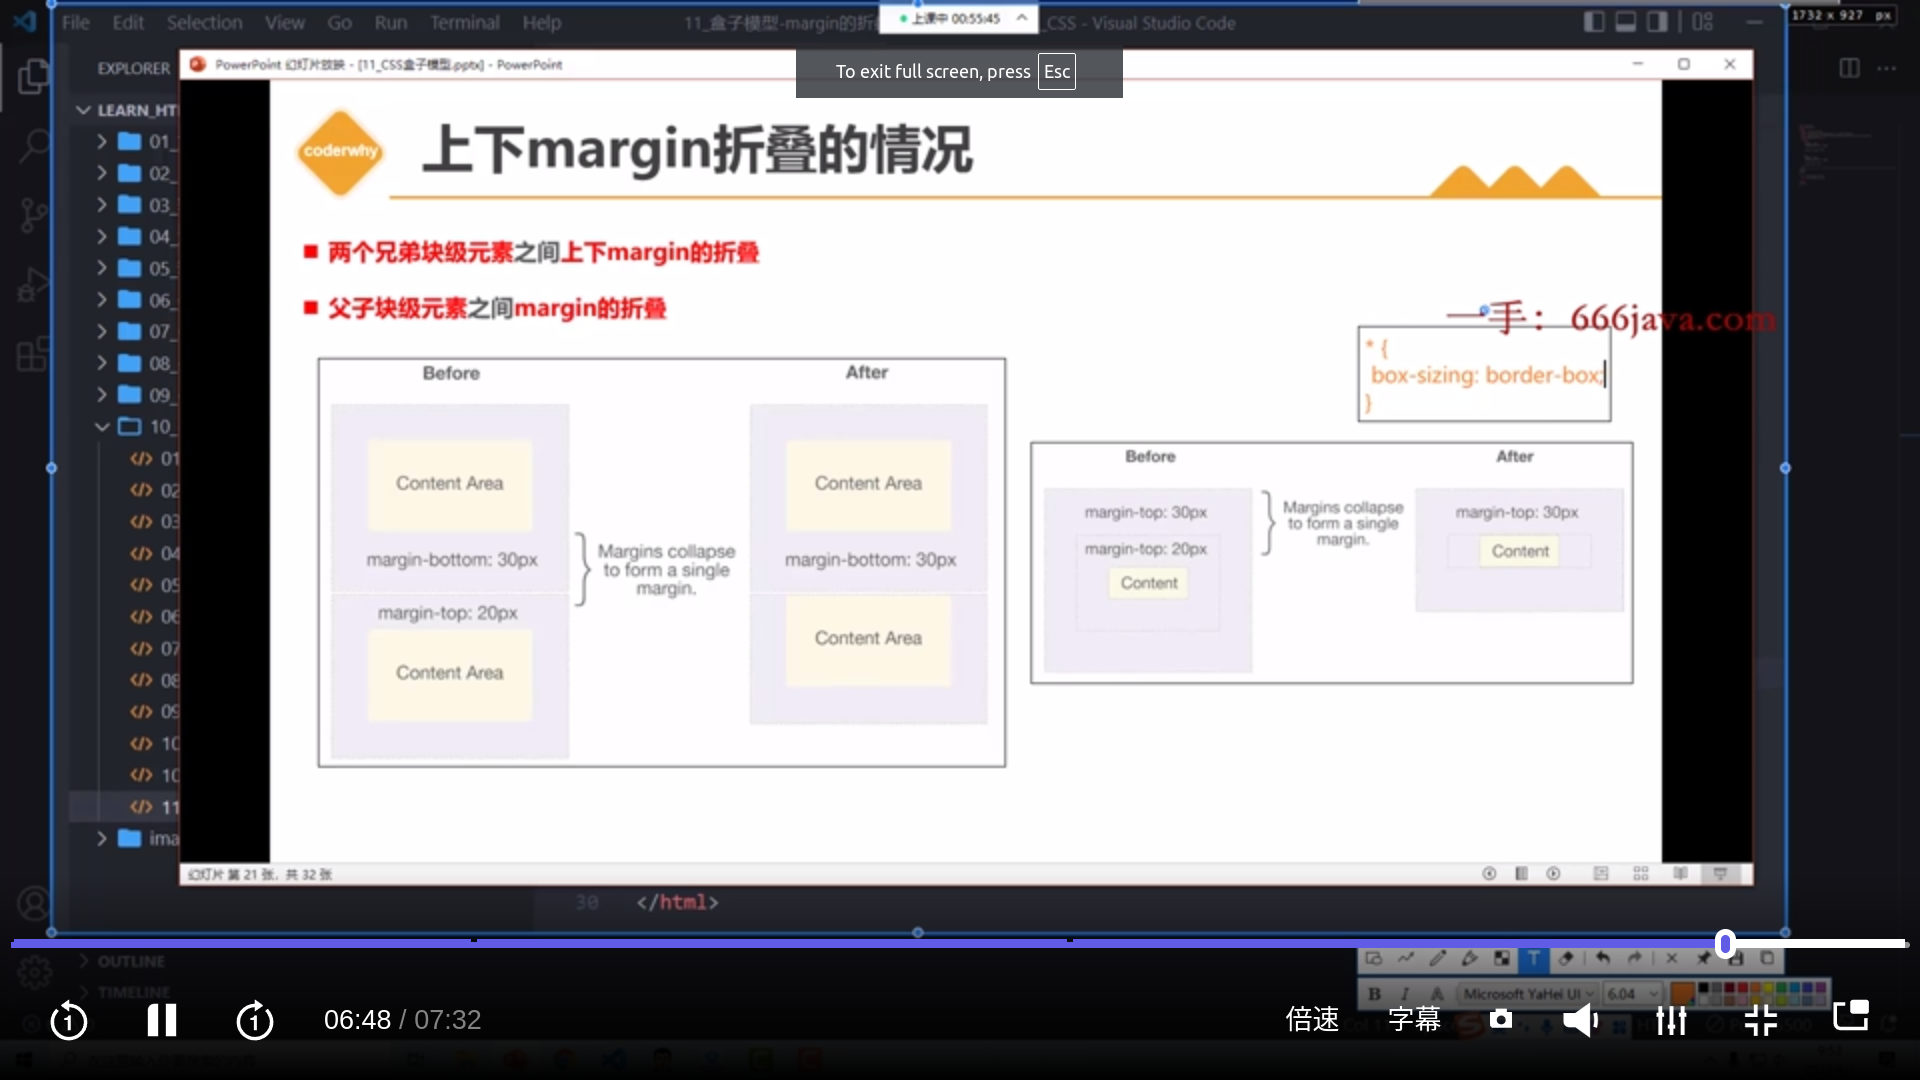 File Edit Selection View Go Run Terminal Help
11_盒子模型-margin的折
CSS - Visual Studio Code
上课中 00:55:45
1732 x 927 px
EXPLORER
PowerPoint 幻灯片放映 - [11_CSS盒子模型.pptx] - PowerPoint
To exit full screen, press Esc
LEARN_HT
01_
02_
03_
04_
05_
06_
07_
08_
09_
10_
01
02
03
04
05
06
07
08
09
10
10
11
ima
coderwhy
上下margin折叠的情况
两个兄弟块级元素之间上下margin的折叠
父子块级元素之间margin的折叠
一手：666java.com
* {
box-sizing: border-box;
}
Before
After
Content Area
Content Area
margin-bottom: 30px
margin-top: 20px
Content Area
Margins collapse
to form a single
margin.
margin-bottom: 30px
Content Area
Before
After
margin-top: 30px
margin-top: 20px
Content
Margins collapse
to form a single
margin.
margin-top: 30px
Content
幻灯片 第 21 张，共 32 张
30 </html>
OUTLINE
TIMELINE
B I A Microsoft YaHei UI 6.04
06:48 / 07:32
倍速 字幕